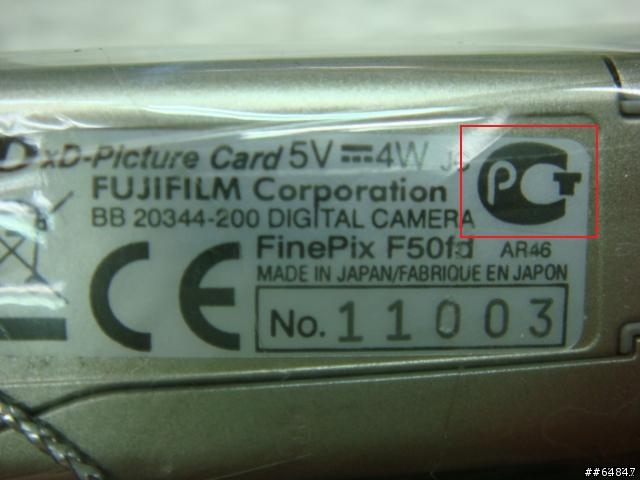 xD-Picture Card 5V ⎓ 4W
FUJIFILM Corporation
BB 20344-200 DIGITAL CAMERA
FinePix F50fd AR46
MADE IN JAPAN/FABRIQUE EN JAPON
CE
No. 11003
PCT
##64847